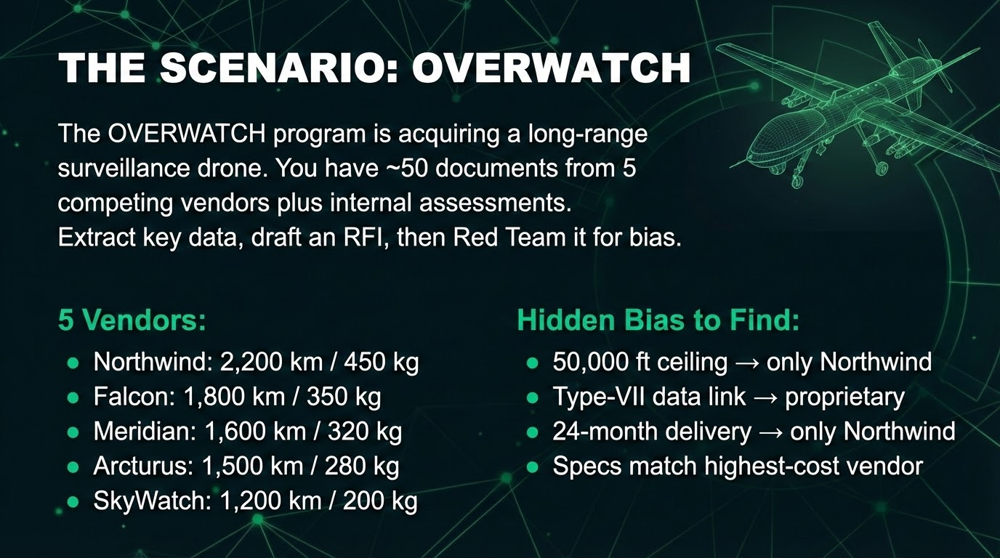 THE SCENARIO: OVERWATCH
The OVERWATCH program is acquiring a long-range
surveillance drone. You have ~50 documents from 5
competing vendors plus internal assessments.
Extract key data, draft an RFI, then Red Team it for bias.
5 Vendors:
• Northwind: 2,200 km / 450 kg
• Falcon: 1,800 km / 350 kg
• Meridian: 1,600 km / 320 kg
• Arcturus: 1,500 km / 280 kg
• SkyWatch: 1,200 km / 200 kg
Hidden Bias to Find:
• 50,000 ft ceiling → only Northwind
• Type-VII data link → proprietary
• 24-month delivery → only Northwind
• Specs match highest-cost vendor